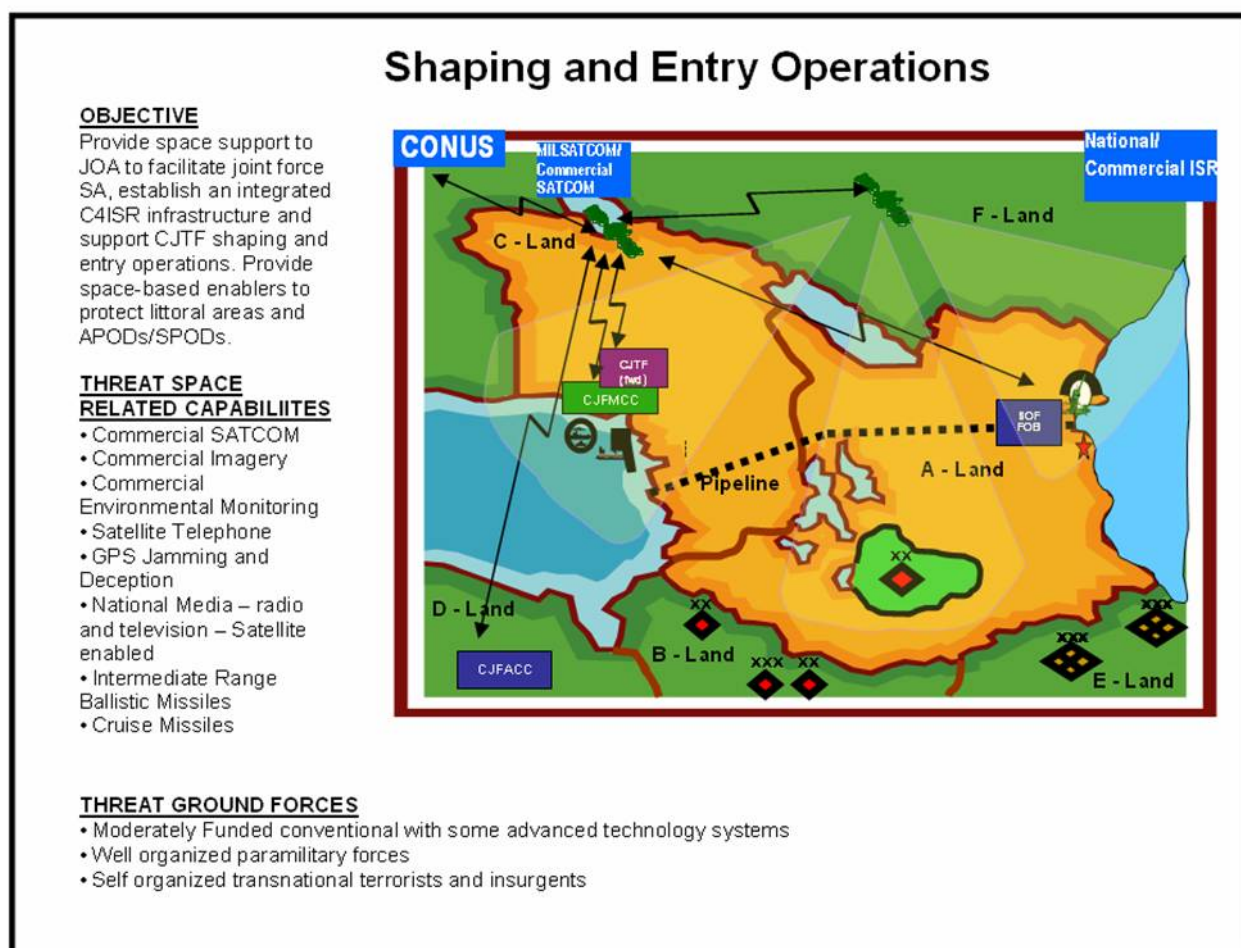 Shaping and Entry Operations
OBJECTIVE
Provide space support to
JOA to facilitate joint force
SA, establish an integrated
C4ISR infrastructure and
support CJTF shaping and
entry operations. Provide
space-based enablers to
protect littoral areas and
APODs/SPODs.
THREAT SPACE
RELATED CAPABILIITES
• Commercial SATCOM
• Commercial Imagery
• Commercial
Environmental Monitoring
• Satellite Telephone
• GPS Jamming and
Deception
• National Media – radio
and television – Satellite
enabled
• Intermediate Range
Ballistic Missiles
• Cruise Missiles
CONUS
MILSATCOM/
Commercial
SATCOM
National/
Commercial ISR
F - Land
C - Land
CJTF
(fwd)
CJFMCC
SOF
FOB
A - Land
Pipeline
XX
D - Land
XX
B - Land
XXX
XX
XXX
XXX
E - Land
CJFACC
THREAT GROUND FORCES
• Moderately Funded conventional with some advanced technology systems
• Well organized paramilitary forces
• Self organized transnational terrorists and insurgents